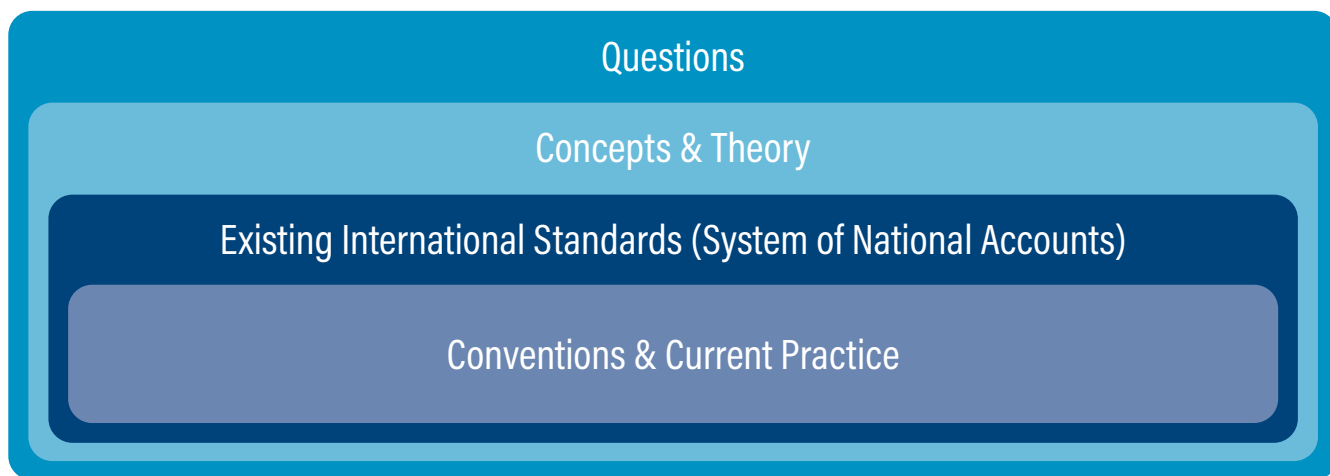 Questions
Concepts & Theory
Existing International Standards (System of National Accounts)
Conventions & Current Practice